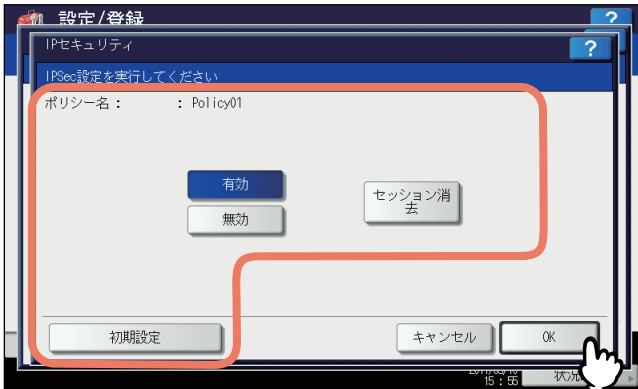 設定/登録
?
IPセキュリティ
?
IPSec設定を実行してください
ポリシー名： ：Policy01
有効
セッション消
去
無効
初期設定
キャンセル
OK
15：55
状況